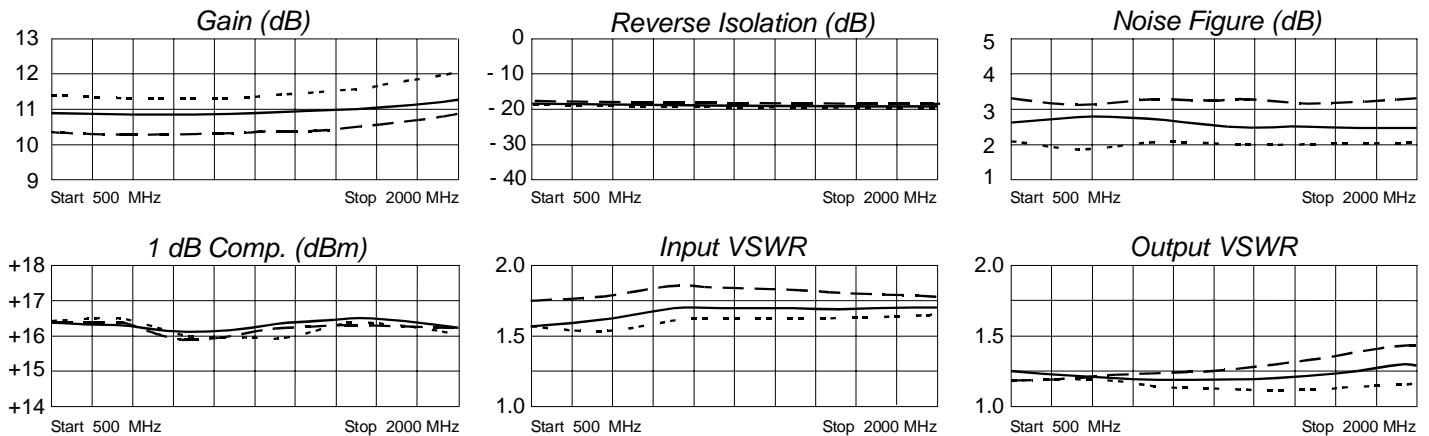 Gain (dB)
13
12
11
10
9
Start 500 MHz
Stop 2000 MHz
Reverse Isolation (dB)
0
- 10
- 20
- 30
- 40
Start 500 MHz
Stop 2000 MHz
Noise Figure (dB)
5
4
3
2
1
Start 500 MHz
Stop 2000 MHz
1 dB Comp. (dBm)
+18
+17
+16
+15
+14
Start 500 MHz
Stop 2000 MHz
Input VSWR
2.0
1.5
1.0
Start 500 MHz
Stop 2000 MHz
Output VSWR
2.0
1.5
1.0
Start 500 MHz
Stop 2000 MHz